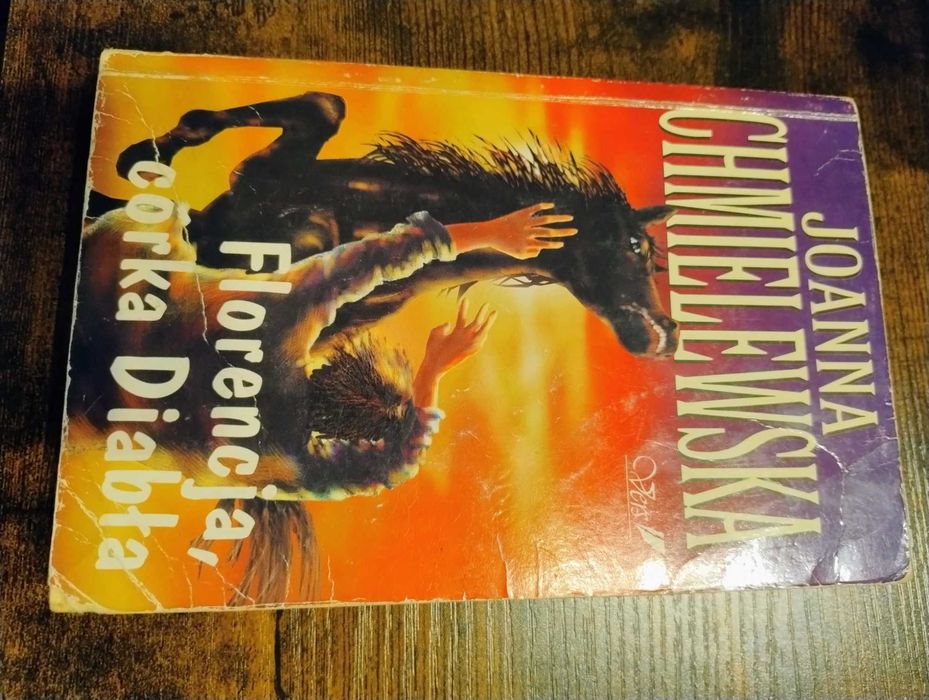 JOANNA
CHMIELEWSKA
Florencja,
córka Diabła